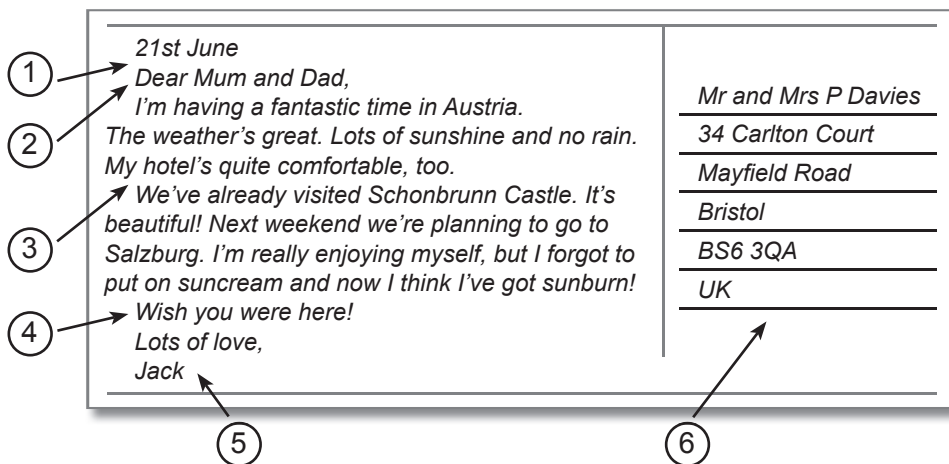 21st June
Dear Mum and Dad,
I'm having a fantastic time in Austria.
The weather's great. Lots of sunshine and no rain.
My hotel's quite comfortable, too.
We've already visited Schonbrunn Castle. It's
beautiful! Next weekend we're planning to go to
Salzburg. I'm really enjoying myself, but I forgot to
put on suncream and now I think I've got sunburn!
Wish you were here!
Lots of love,
Jack
Mr and Mrs P Davies
34 Carlton Court
Mayfield Road
Bristol
BS6 3QA
UK
1
2
3
4
5
6